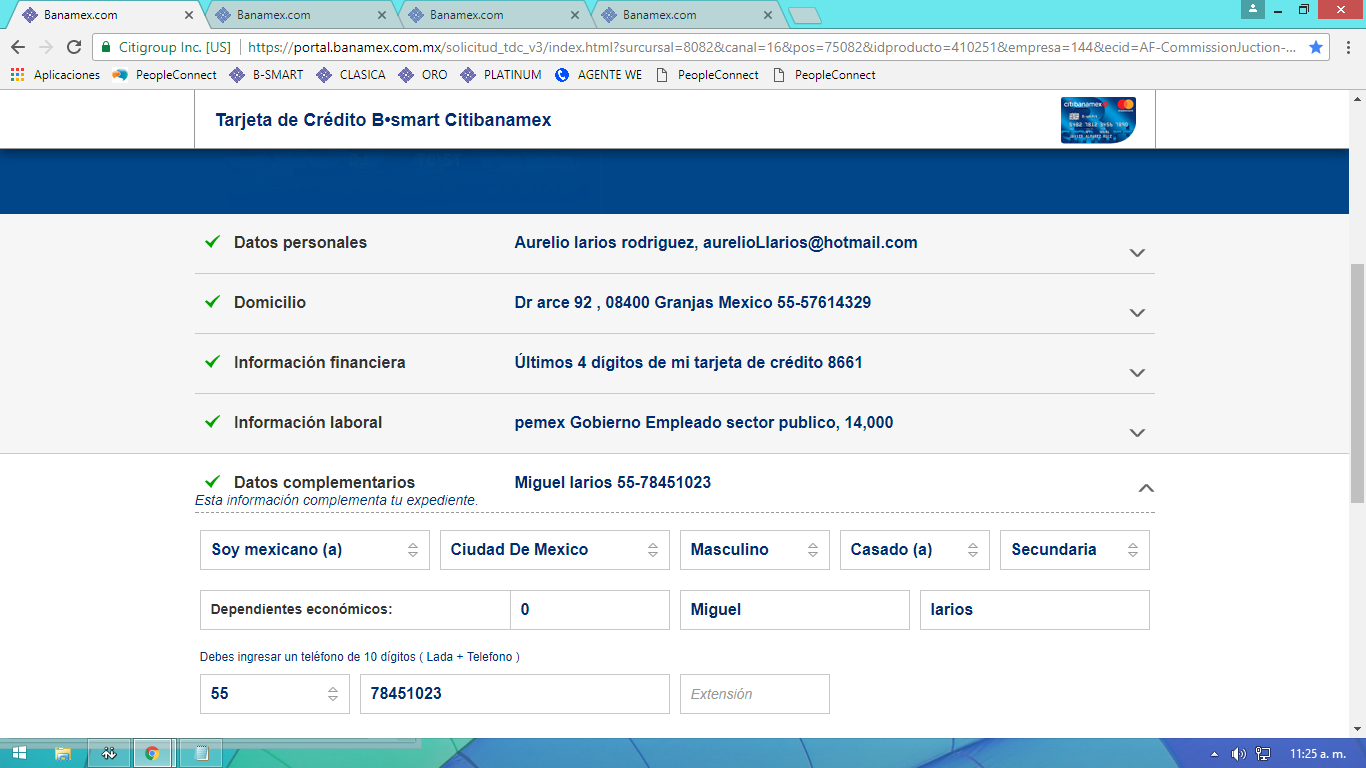 Banamex.com
Banamex.com
Banamex.com
Banamex.com
Citigroup Inc. [US] https://portal.banamex.com.mx/solicitud_tdc_v3/index.html?sursursal=8082&canal=16&pos=75082&idproducto=410251&empresa=144&ecid=AF-CommissionJuction-...
Aplicaciones PeopleConnect B-SMART CLASICA ORO PLATINUM AGENTE WE PeopleConnect PeopleConnect
Tarjeta de Crédito B•smart Citibanamex
citibanamex
Datos personales Aurelio larios rodriguez, aurelioLlarios@hotmail.com
Domicilio Dr arce 92 , 08400 Granjas Mexico 55-57614329
Información financiera Últimos 4 dígitos de mi tarjeta de crédito 8661
Información laboral pemex Gobierno Empleado sector publico, 14,000
Datos complementarios Miguel larios 55-78451023
Esta información complementa tu expediente.
Soy mexicano (a) Ciudad De Mexico Masculino Casado (a) Secundaria
Dependientes económicos: 0 Miguel larios
Debes ingresar un teléfono de 10 dígitos ( Lada + Telefono )
55 78451023 Extensión
11:25 a. m.